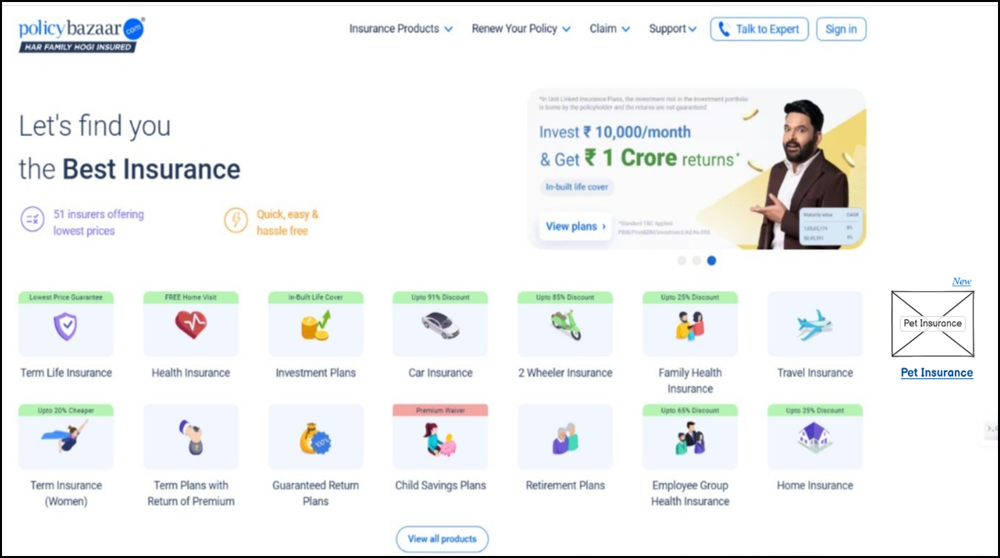 policybazaar com
HAR FAMILY HOGI INSURED
Insurance Products
Renew Your Policy
Claim
Support
Talk to Expert
Sign in
Let's find you
the Best Insurance
51 insurers offering
lowest prices
Quick, easy &
hassle free
*In Unit Linked Insurance Plans, the investment risk in the investment portfolio
is borne by the policyholder and the returns are not guaranteed
Invest ₹ 10,000/month
& Get ₹ 1 Crore returns*
In-built life cover
View plans ›
*Standard T&C Applied
Maturity value CAGR
8%
4%
New
Lowest Price Guarantee
FREE Home Visit
In-Built Life Cover
Upto 91% Discount
Upto 85% Discount
Upto 25% Discount
Pet Insurance
Term Life Insurance
Health Insurance
Investment Plans
Car Insurance
2 Wheeler Insurance
Family Health
Insurance
Travel Insurance
Pet Insurance
Upto 20% Cheaper
Premium Waiver
Upto 65% Discount
Upto 25% Discount
100%
Term Insurance
(Women)
Term Plans with
Return of Premium
Guaranteed Return
Plans
Child Savings Plans
Retirement Plans
Employee Group
Health Insurance
Home Insurance
View all products